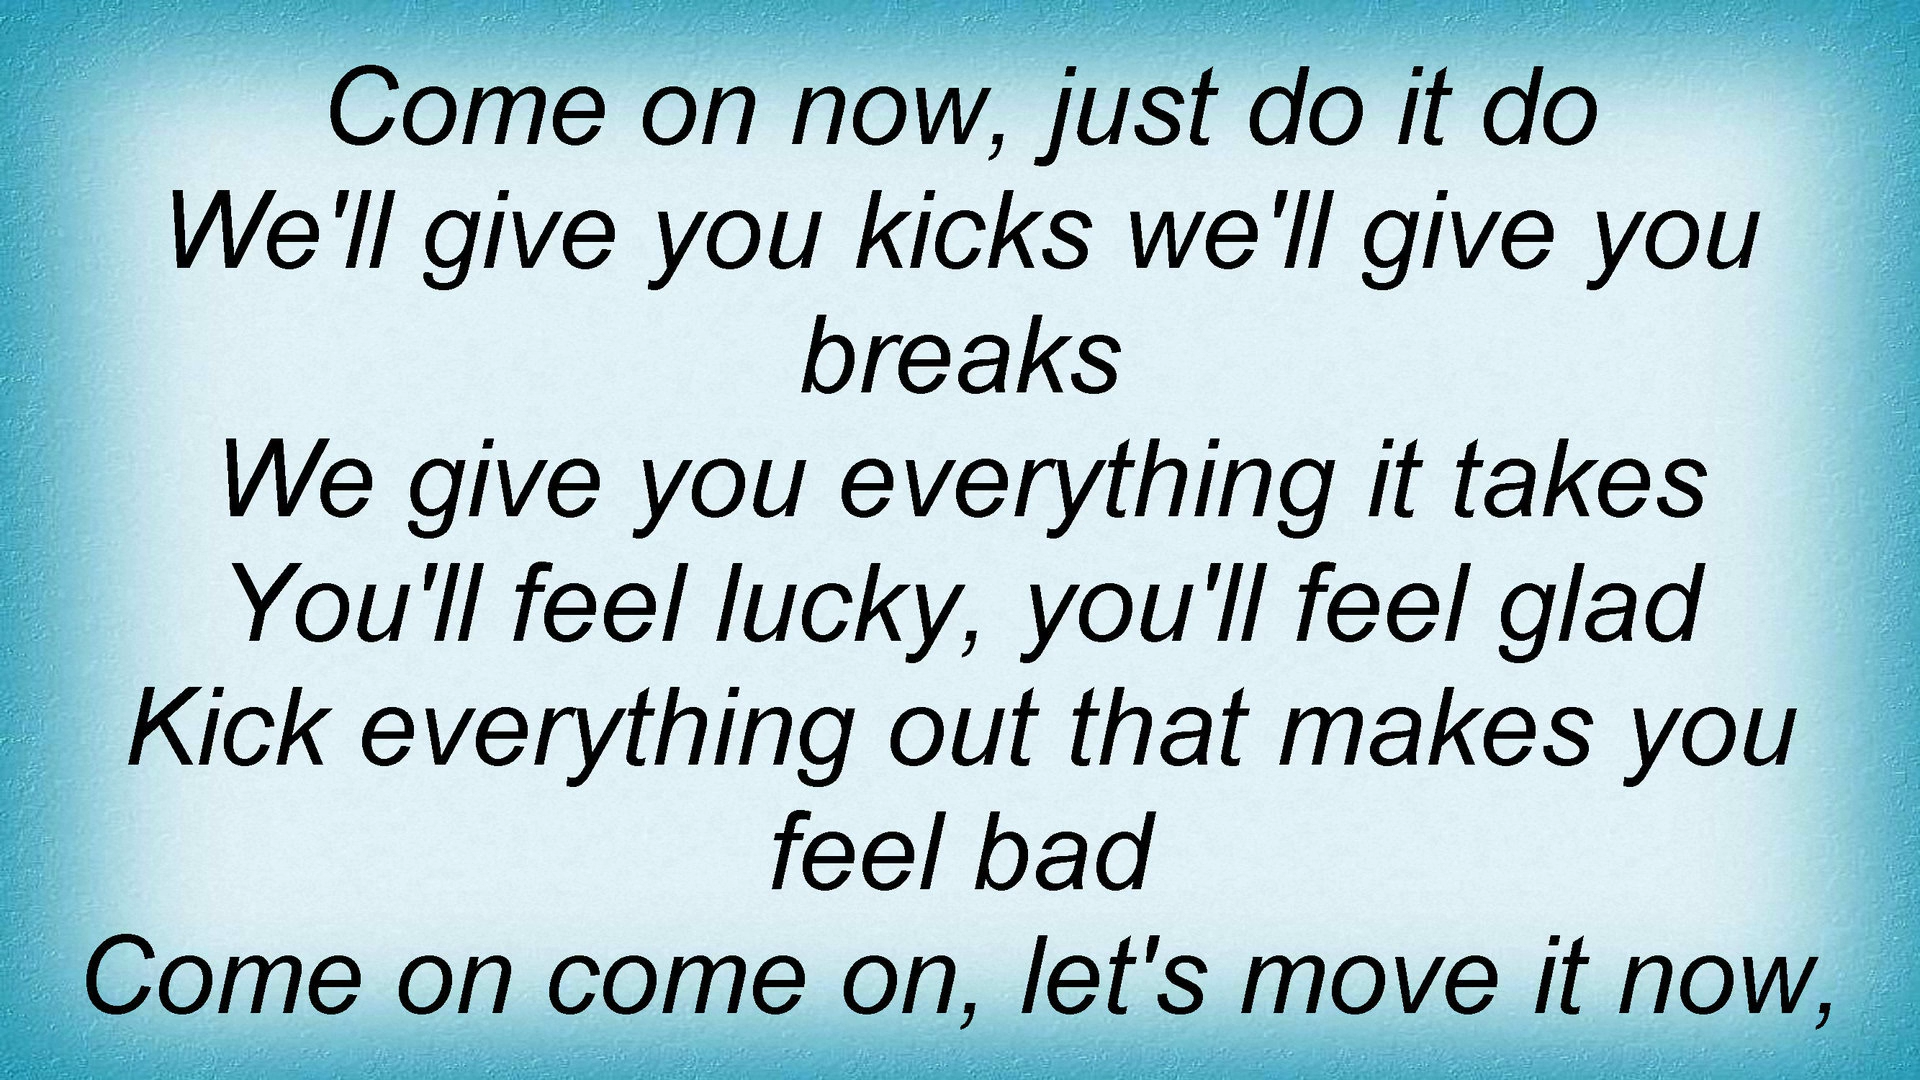 Come on now, just do it do
We'll give you kicks we'll give you
breaks
We give you everything it takes
You'll feel lucky, you'll feel glad
Kick everything out that makes you
feel bad
Come on come on, let's move it now,